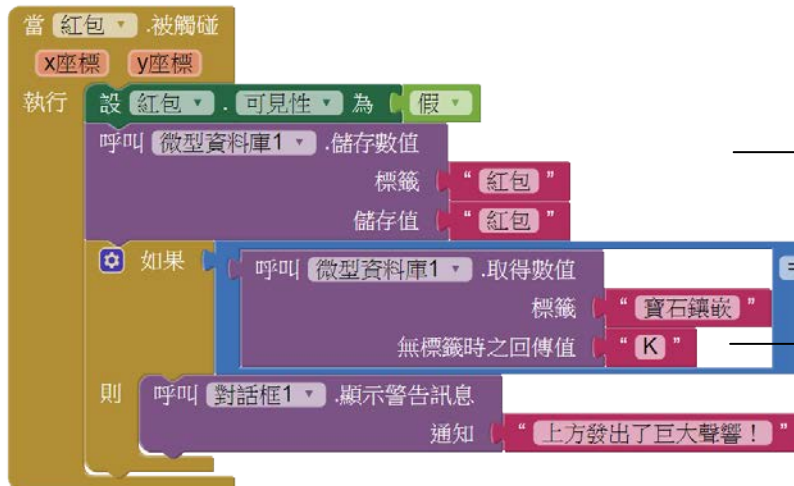 當 紅包 .被觸碰
x座標 y座標
執行 設 紅包 . 可見性 為 假
呼叫 微型資料庫1 .儲存數值
標籤 “ 紅包 ”
儲存值 “ 紅包 ”
如果 呼叫 微型資料庫1 .取得數值 =
標籤 “ 寶石鑲嵌 ”
無標籤時之回傳值 “ K ”
則 呼叫 對話框1 .顯示警告訊息
通知 “ 上方發出了巨大聲響！ ”